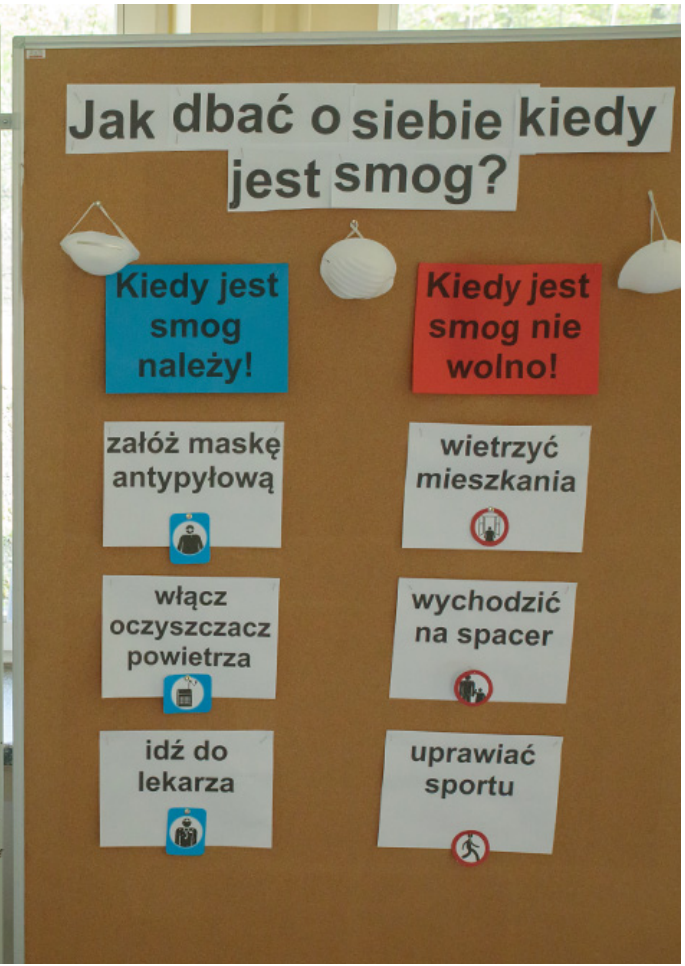 Jak dbać o siebie kiedy
jest smog?
Kiedy jest
smog
należy!
załóż maskę
antypyłową
włącz
oczyszczacz
powietrza
idź do
lekarza
Kiedy jest
smog nie
wolno!
wietrzyć
mieszkania
wychodzić
na spacer
uprawiać
sportu